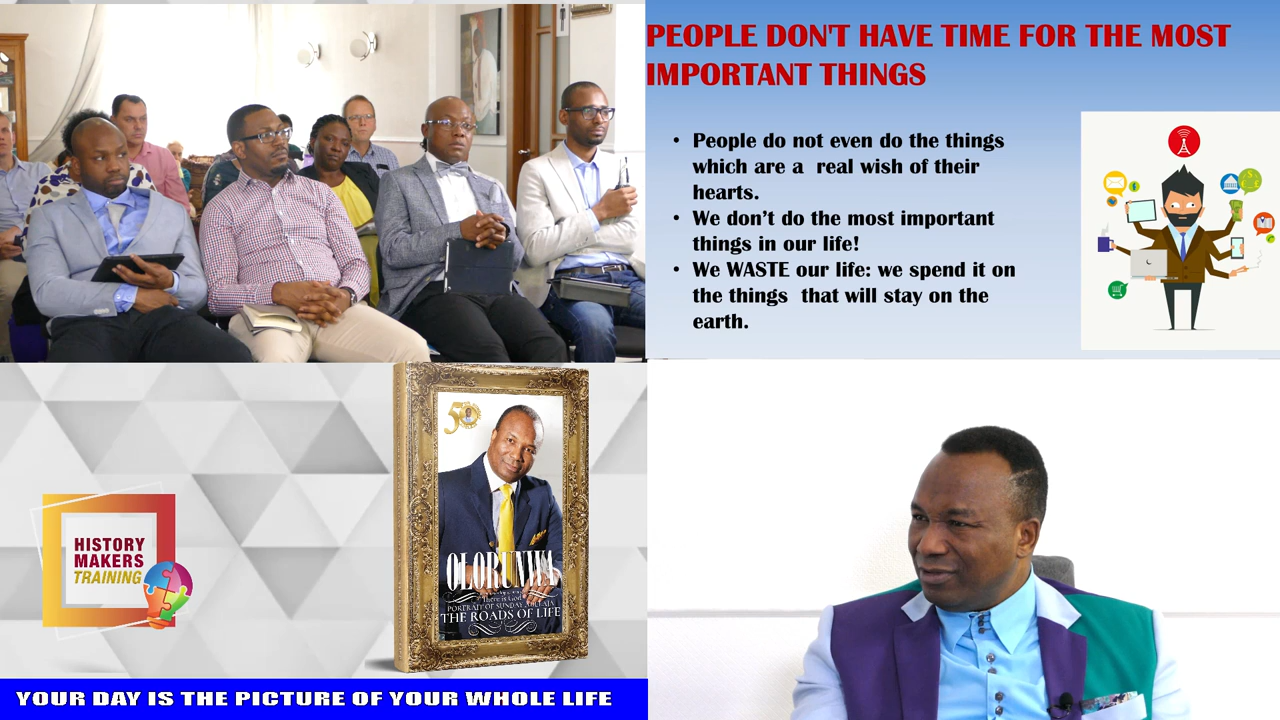 PEOPLE DON'T HAVE TIME FOR THE MOST
IMPORTANT THINGS
• People do not even do the things
which are a real wish of their
hearts.
• We don’t do the most important
things in our life!
• We WASTE our life: we spend it on
the things that will stay on the
earth.
HISTORY
MAKERS
TRAINING
50
OLORUNWA
There is God
PORTRAIT OF SUNDAY ADELAJA
THE ROADS OF LIFE
YOUR DAY IS THE PICTURE OF YOUR WHOLE LIFE